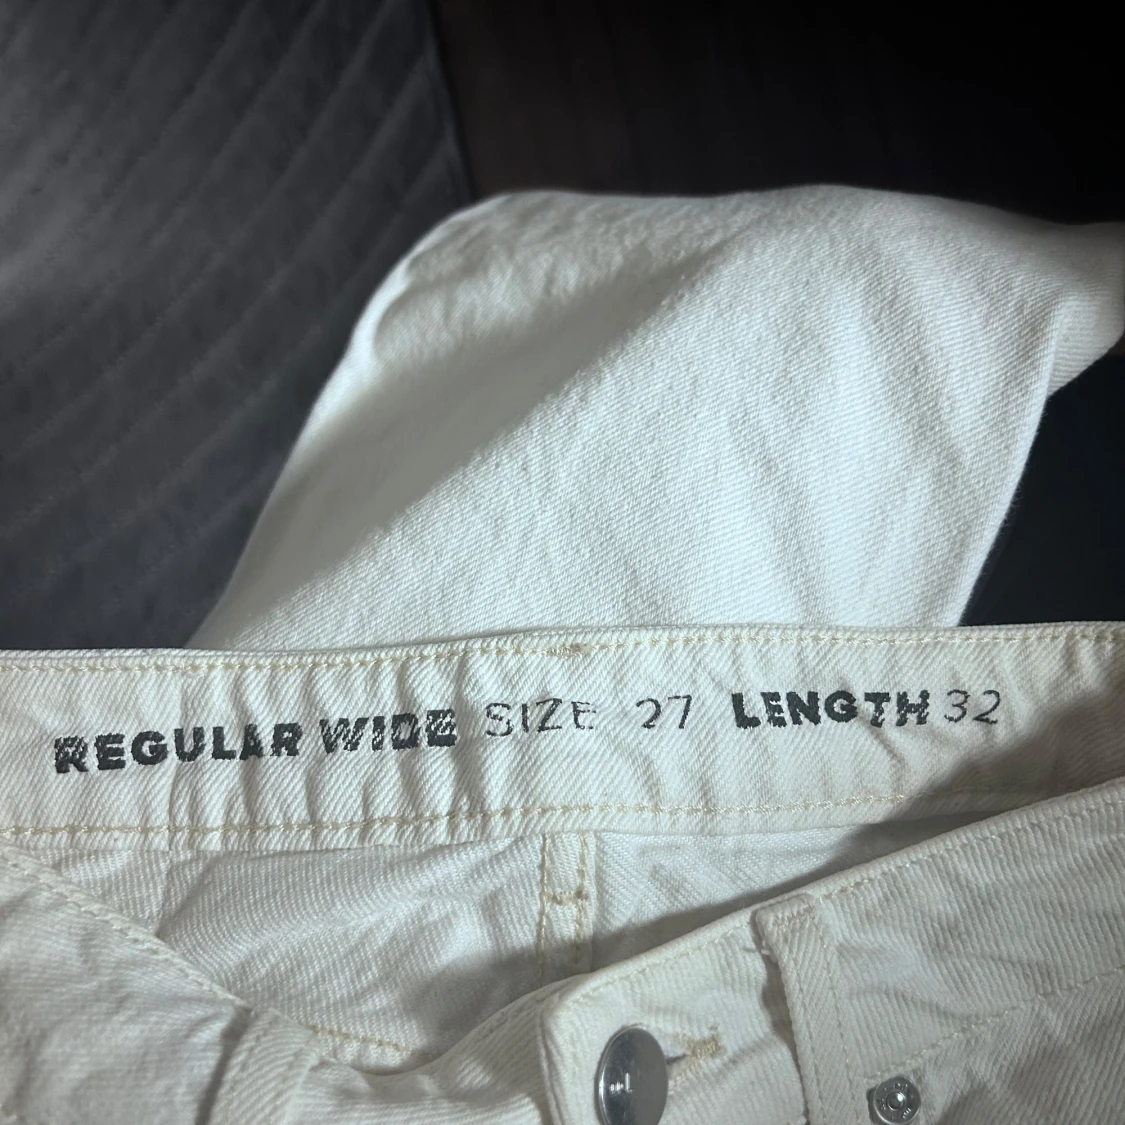 REGULAR WIDE SIZE 27 LENGTH 32